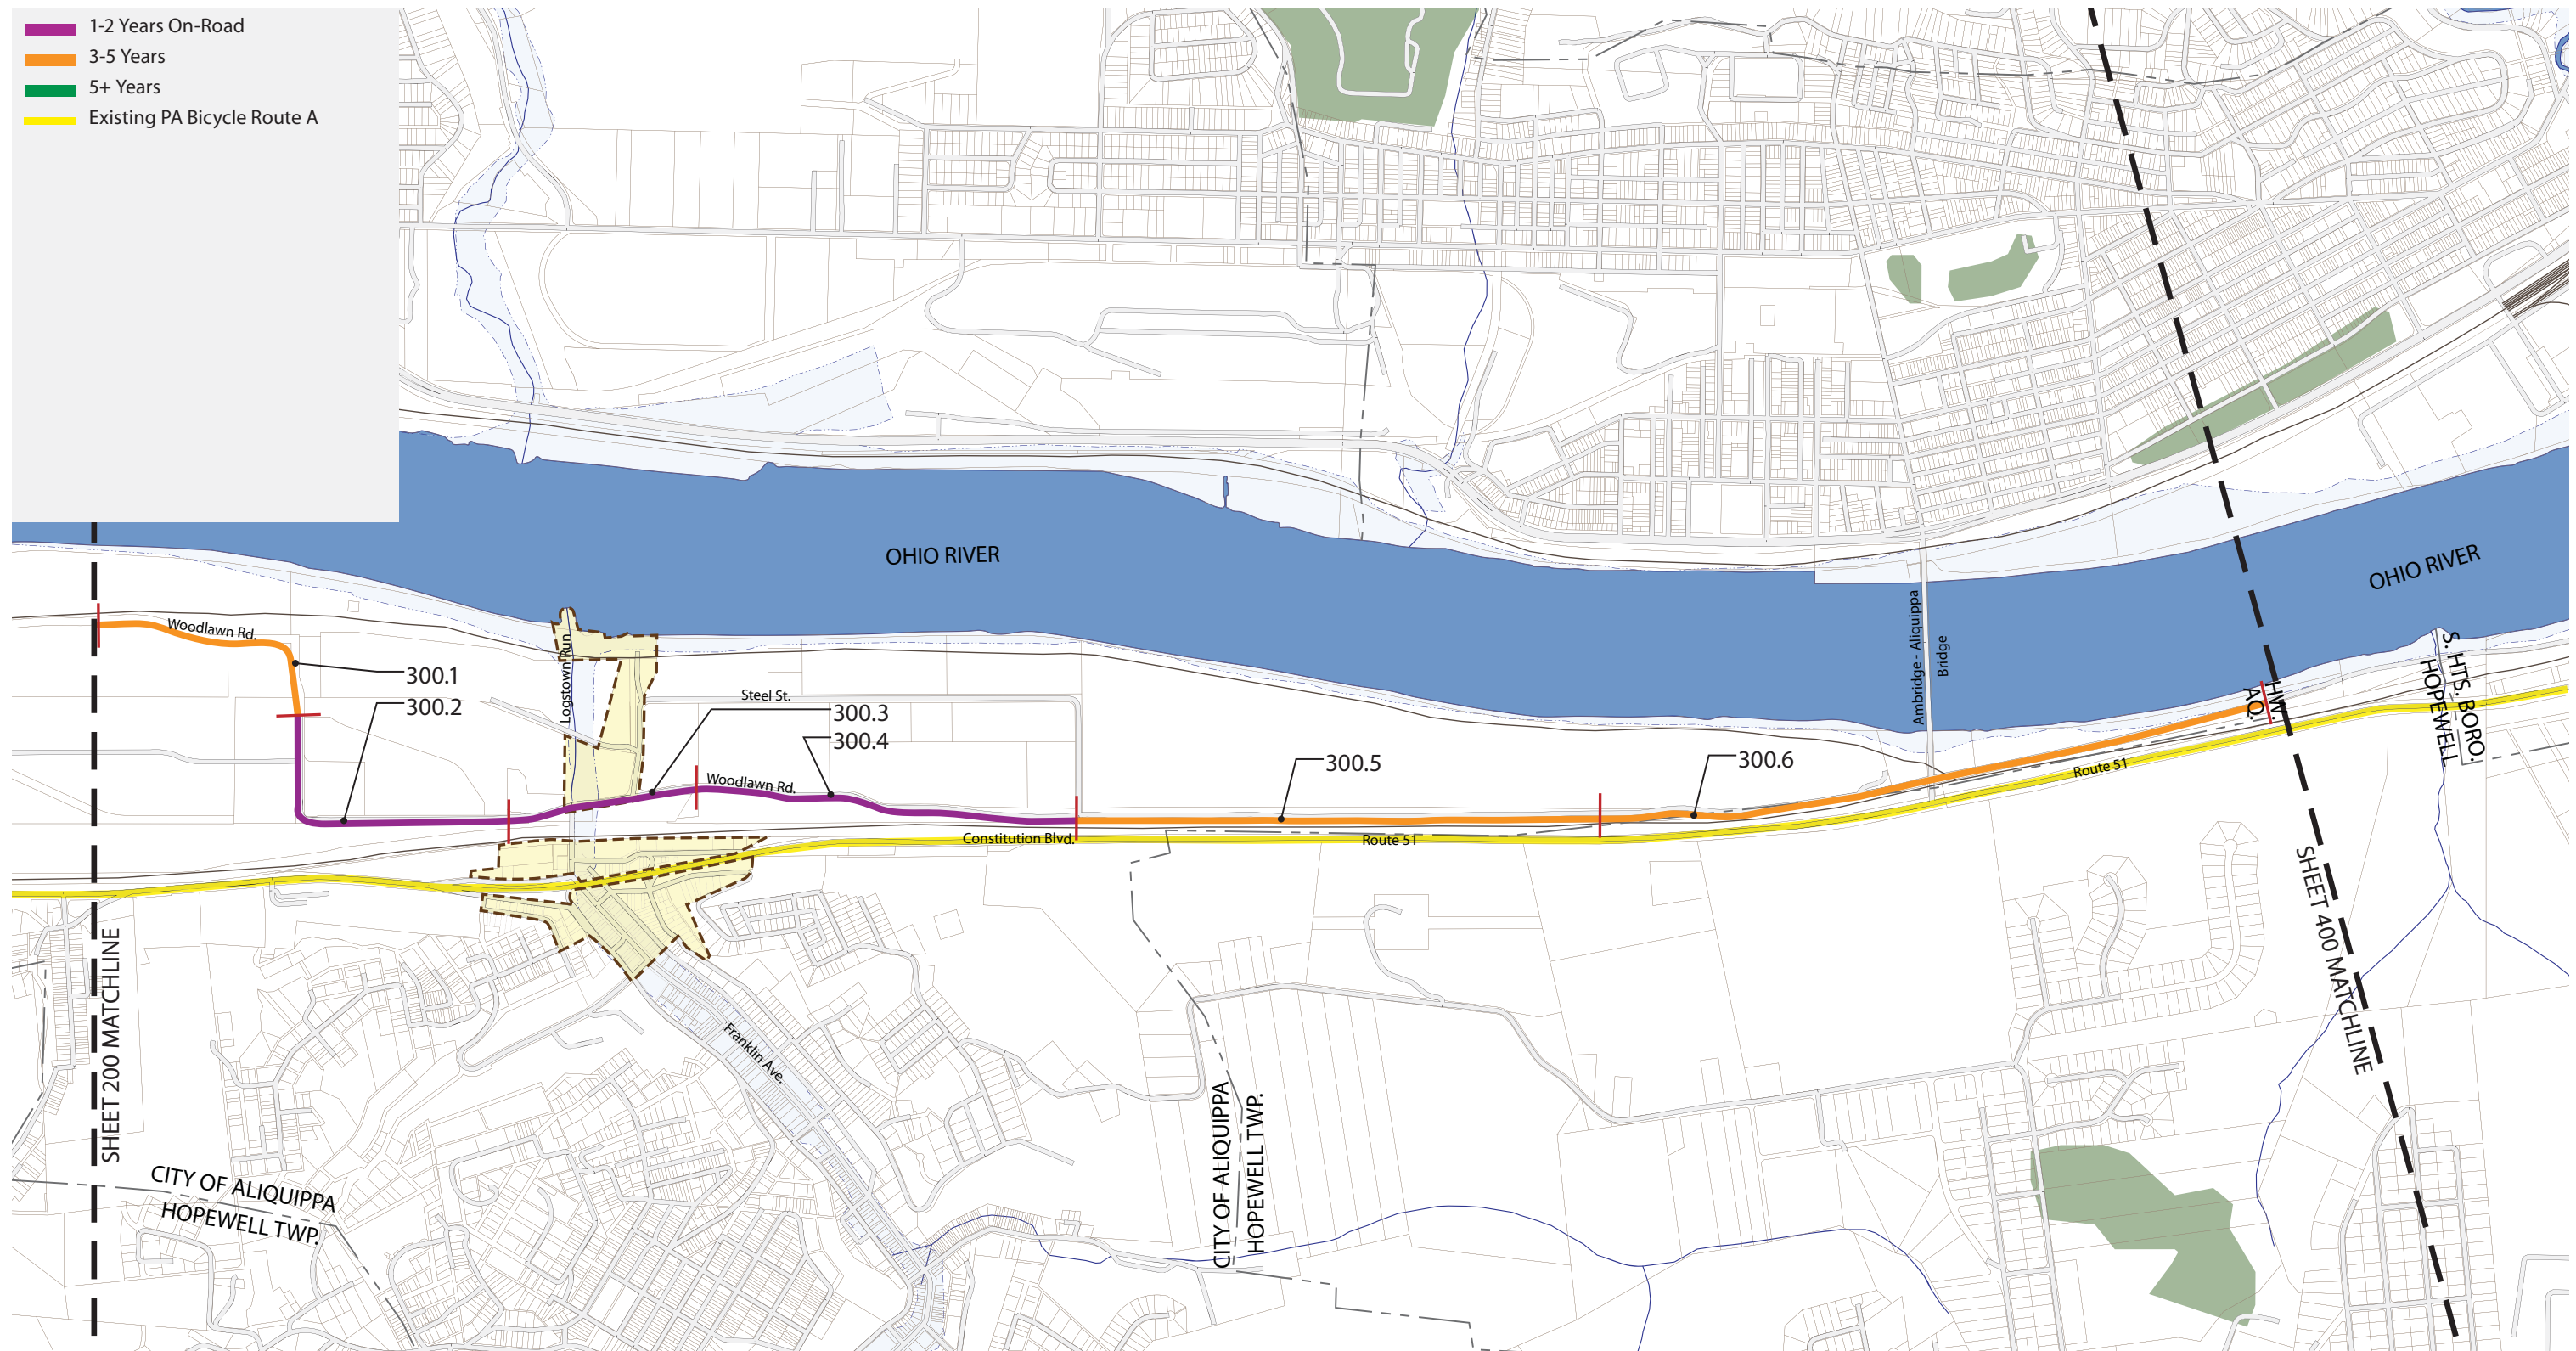 1-2 Years On-Road
3-5 Years
5+ Years
Existing PA Bicycle Route A
OHIO RIVER
OHIO RIVER
Woodlawn Rd.
300.1
300.2
Logstown Run
Steel St.
300.3
300.4
Woodlawn Rd.
300.5
300.6
Ambridge - Aliquippa
Bridge
HW.
AQ.
S. HTS. BORO.
HOPEWELL
Route 51
Constitution Blvd.
Route 51
SHEET 200 MATCHLINE
SHEET 400 MATCHLINE
Franklin Ave.
CITY OF ALIQUIPPA
HOPEWELL TWP.
CITY OF ALIQUIPPA
HOPEWELL TWP.